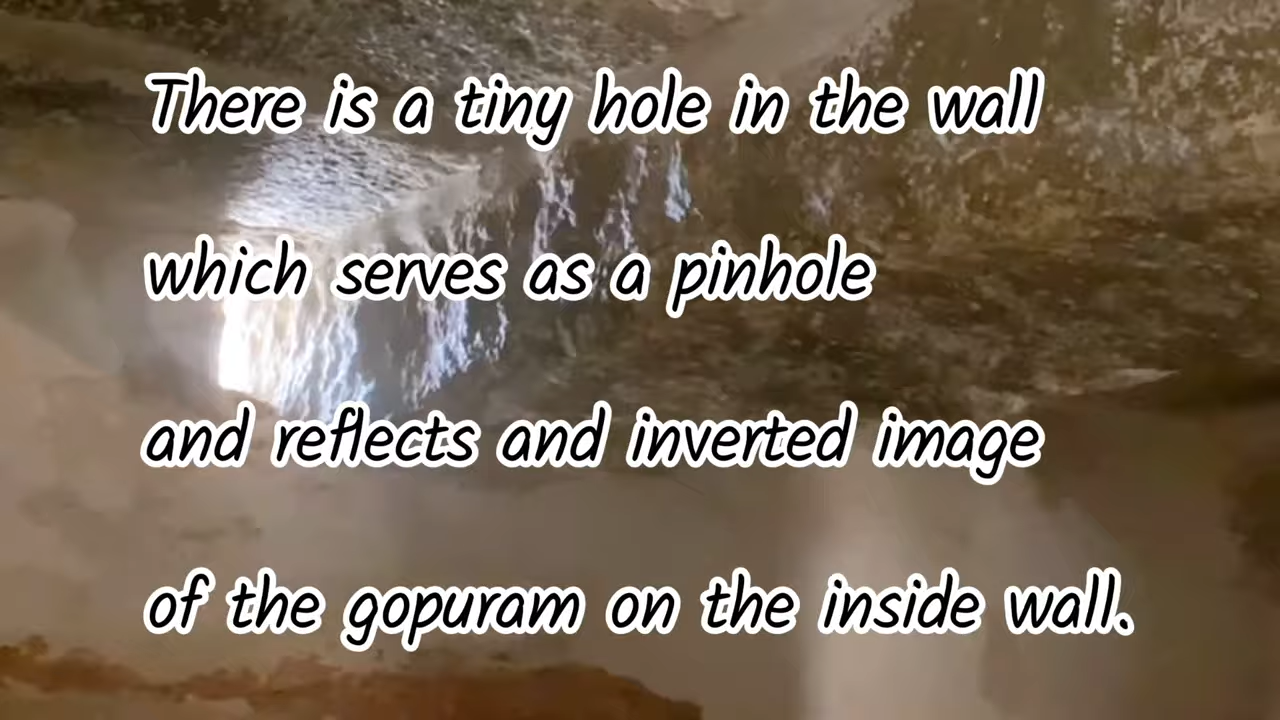 There is a tiny hole in the wall
which serves as a pinhole
and reflects and inverted image
of the gopuram on the inside wall.